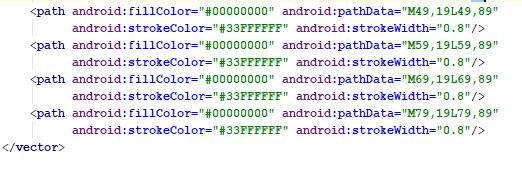 <path android:fillColor="#00000000" android:pathData="M49,19L49,89"
android:strokeColor="#33FFFFFF" android:strokeWidth="0.8"/>
<path android:fillColor="#00000000" android:pathData="M59,19L59,89"
android:strokeColor="#33FFFFFF" android:strokeWidth="0.8"/>
<path android:fillColor="#00000000" android:pathData="M69,19L69,89"
android:strokeColor="#33FFFFFF" android:strokeWidth="0.8"/>
<path android:fillColor="#00000000" android:pathData="M79,19L79,89"
android:strokeColor="#33FFFFFF" android:strokeWidth="0.8"/>
</vector>